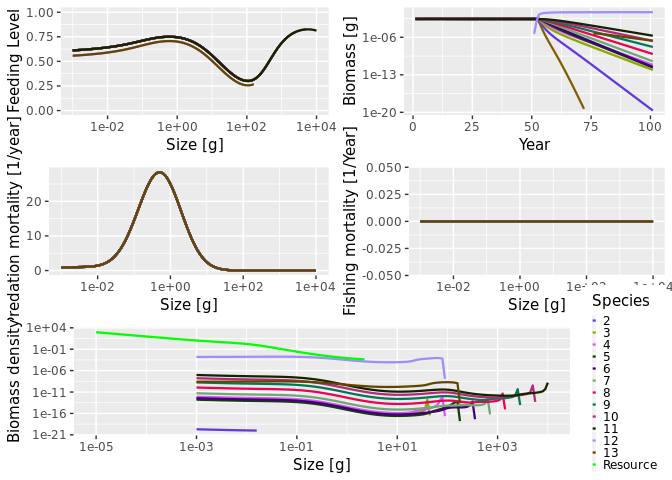 Feeding Level
1.00
0.75
0.50
0.25
0.00
1e-02 1e+00 1e+02 1e+04
Size [g]
Biomass [g]
1e-06
1e-13
1e-20
0 25 50 75 100
Year
redation mortality [1/year]
20
10
0
1e-02 1e+00 1e+02 1e+04
Size [g]
Fishing mortality [1/Year]
0.050
0.025
0.000
-0.025
-0.050
1e-02 1e+00
Size [g]
Biomass density
1e+04
1e-01
1e-06
1e-11
1e-16
1e-21
1e-05 1e-03 1e-01 1e+01 1e+03
Size [g]
Species
2
3
4
5
6
7
8
9
10
11
12
13
Resource